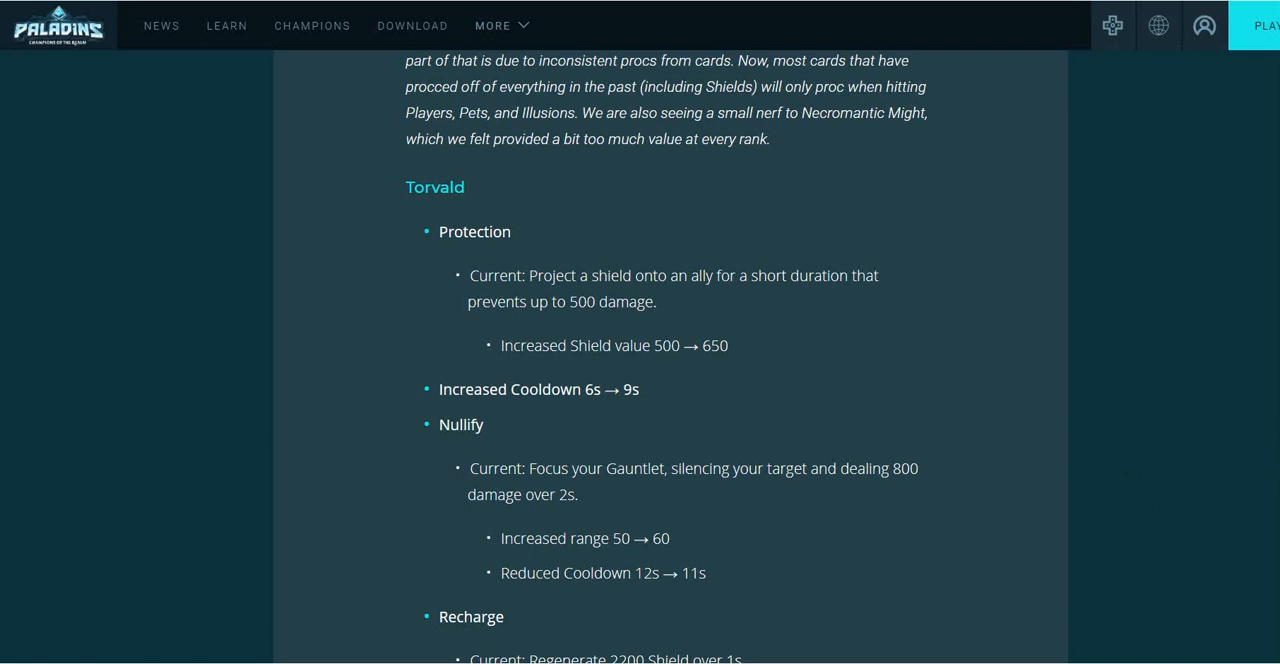 PALADINS
CHAMPIONS OF THE REALM
NEWS LEARN CHAMPIONS DOWNLOAD MORE PLAY
part of that is due to inconsistent procs from cards. Now, most cards that have
procced off of everything in the past (including Shields) will only proc when hitting
Players, Pets, and Illusions. We are also seeing a small nerf to Necromantic Might,
which we felt provided a bit too much value at every rank.
Torvald
• Protection
• Current: Project a shield onto an ally for a short duration that
prevents up to 500 damage.
• Increased Shield value 500 → 650
• Increased Cooldown 6s → 9s
• Nullify
• Current: Focus your Gauntlet, silencing your target and dealing 800
damage over 2s.
• Increased range 50 → 60
• Reduced Cooldown 12s → 11s
• Recharge
• Current: Regenerate 2200 Shield over 1s